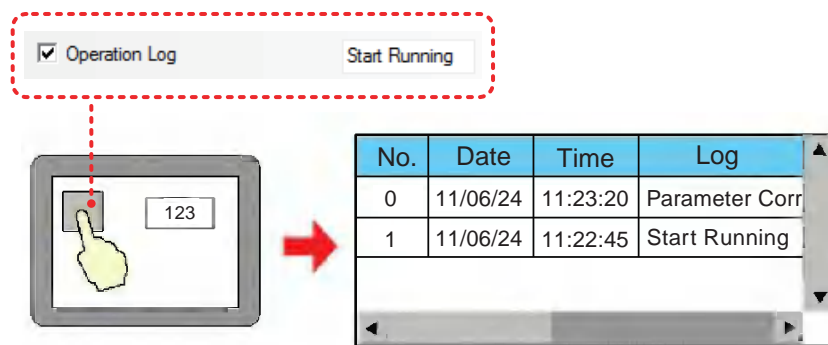 Operation Log Start Running
123
No. Date Time Log
0 11/06/24 11:23:20 Parameter Corr
1 11/06/24 11:22:45 Start Running